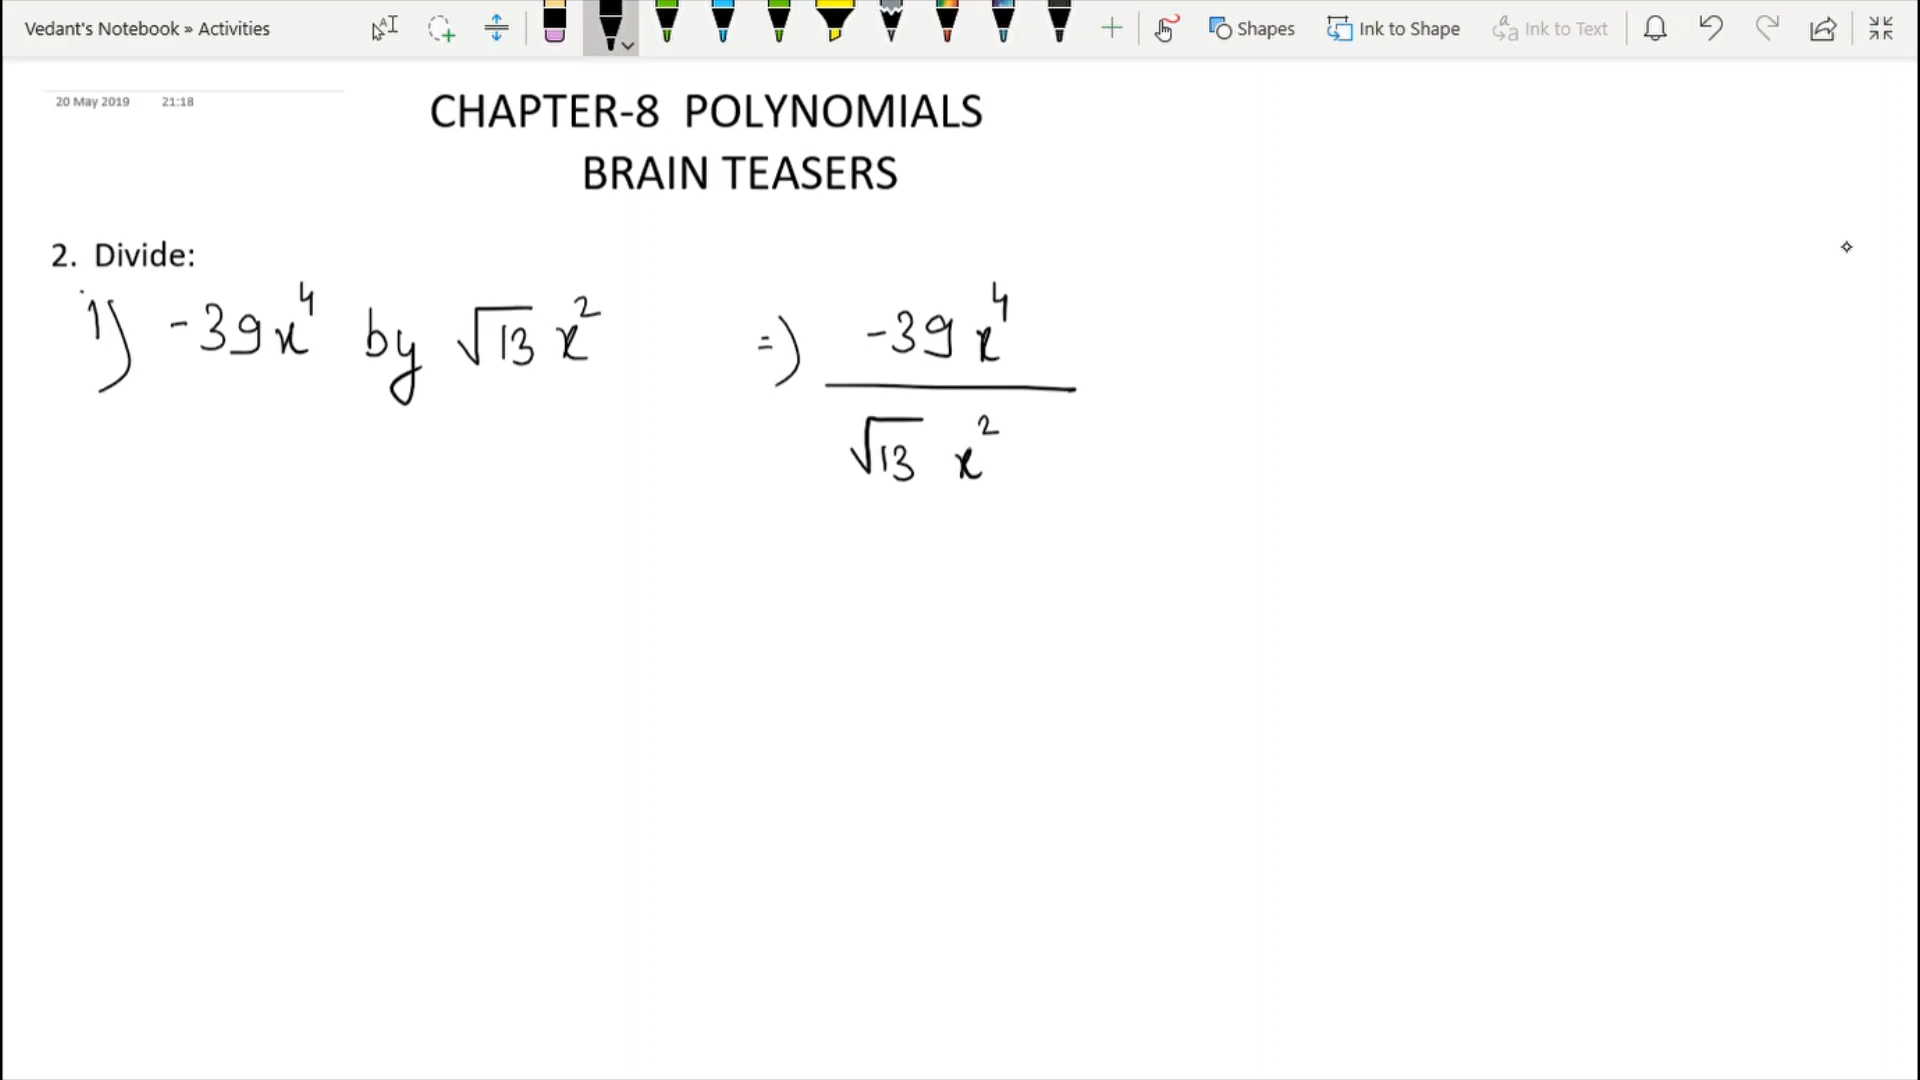 Vedant's Notebook » Activities Shapes Ink to Shape Ink to Text
20 May 2019 21:18
CHAPTER-8 POLYNOMIALS
BRAIN TEASERS
2. Divide:
i) -39x⁴ by √13 x² ⇒ -39x⁴
√13 x²